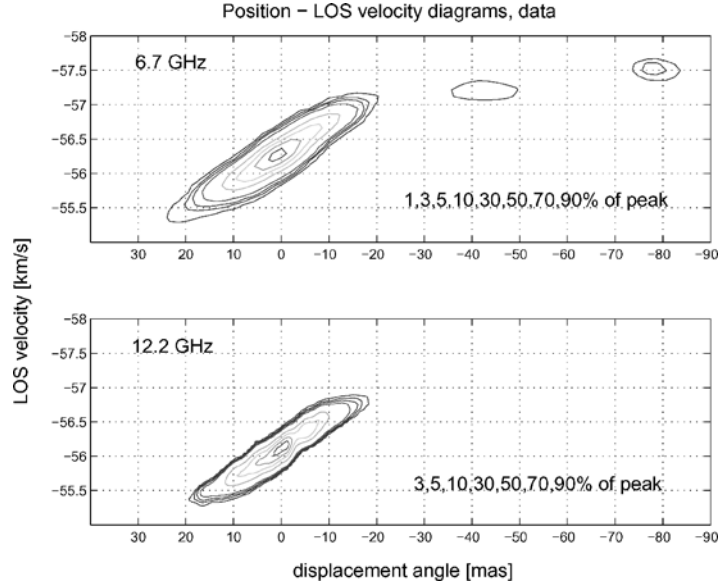 Position − LOS velocity diagrams, data
−58
−57.5
−57
−56.5
−56
−55.5
6.7 GHz
1,3,5,10,30,50,70,90% of peak
30 20 10 0 −10 −20 −30 −40 −50 −60 −70 −80 −90
LOS velocity [km/s]
−58
−57.5
−57
−56.5
−56
−55.5
12.2 GHz
3,5,10,30,50,70,90% of peak
30 20 10 0 −10 −20 −30 −40 −50 −60 −70 −80 −90
displacement angle [mas]